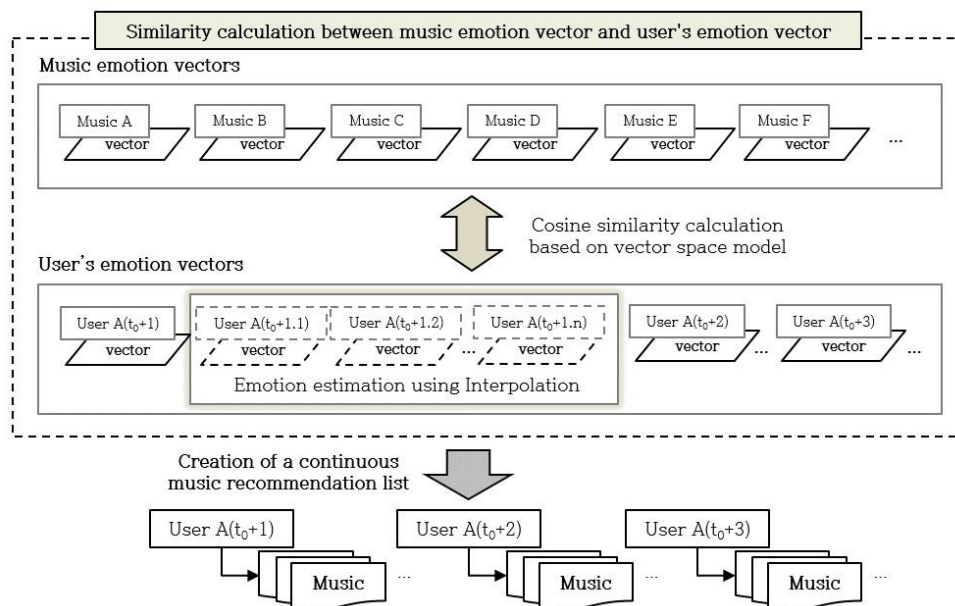 Similarity calculation between music emotion vector and user's emotion vector
Music emotion vectors
Music A Music B Music C Music D Music E Music F
vector vector vector vector vector vector ...
Cosine similarity calculation
based on vector space model
User's emotion vectors
User A(t₀+1) User A(t₀+1.1) User A(t₀+1.2) User A(t₀+1.n) User A(t₀+2) User A(t₀+3)
vector vector vector ... vector vector ... vector ...
Emotion estimation using Interpolation
Creation of a continuous
music recommendation list
User A(t₀+1) User A(t₀+2) User A(t₀+3)
Music ... Music ... Music ...